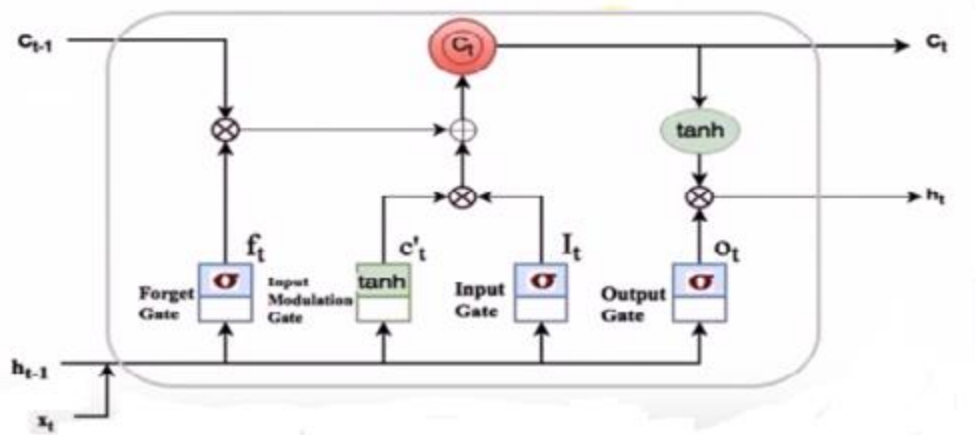 Cₜ₋₁
Cₜ
Cₜ
tanh
hₜ
fₜ
c'ₜ
Iₜ
oₜ
σ
tanh
σ
σ
Forget
Gate
Input
Modulation
Gate
Input
Gate
Output
Gate
hₜ₋₁
xₜ